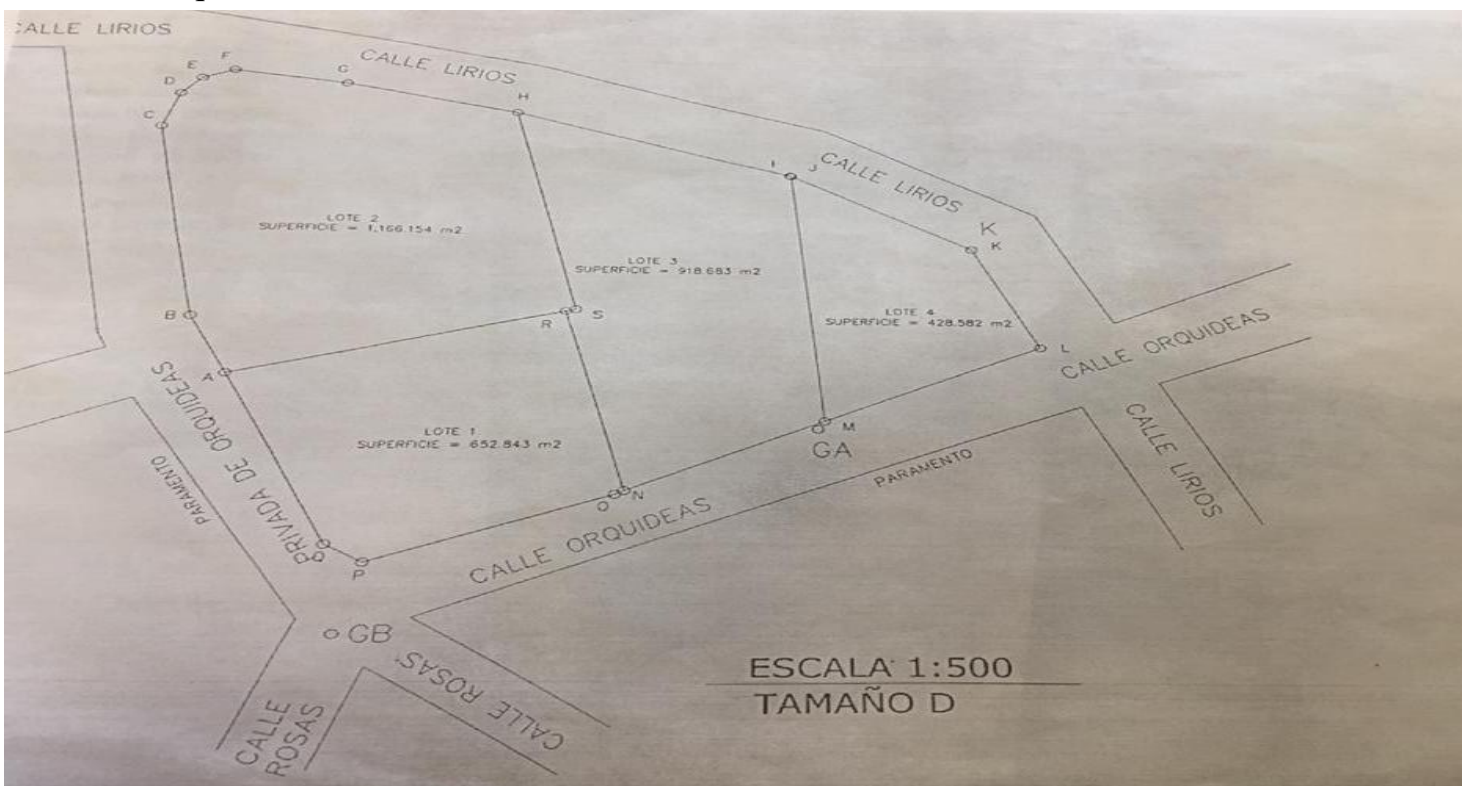 CALLE LIRIOS
CALLE LIRIOS
F
E
D
C
G
H
I
J
CALLE LIRIOS
K
K
LOTE 2
SUPERFICIE = 1,166.154 m2
LOTE 3
SUPERFICIE = 918.683 m2
B
R
S
LOTE 4
SUPERFICIE = 428.582 m2
L
CALLE ORQUIDEAS
A
PRIVADA DE ORQUIDEAS
PARAMENTO
LOTE 1
SUPERFICIE = 652.843 m2
M
GA
PARAMENTO
CALLE LIRIOS
N
O
CALLE ORQUIDEAS
Q
P
GB
CALLE ROSAS
CALLE
ROSAS
ESCALA 1:500
TAMAÑO D